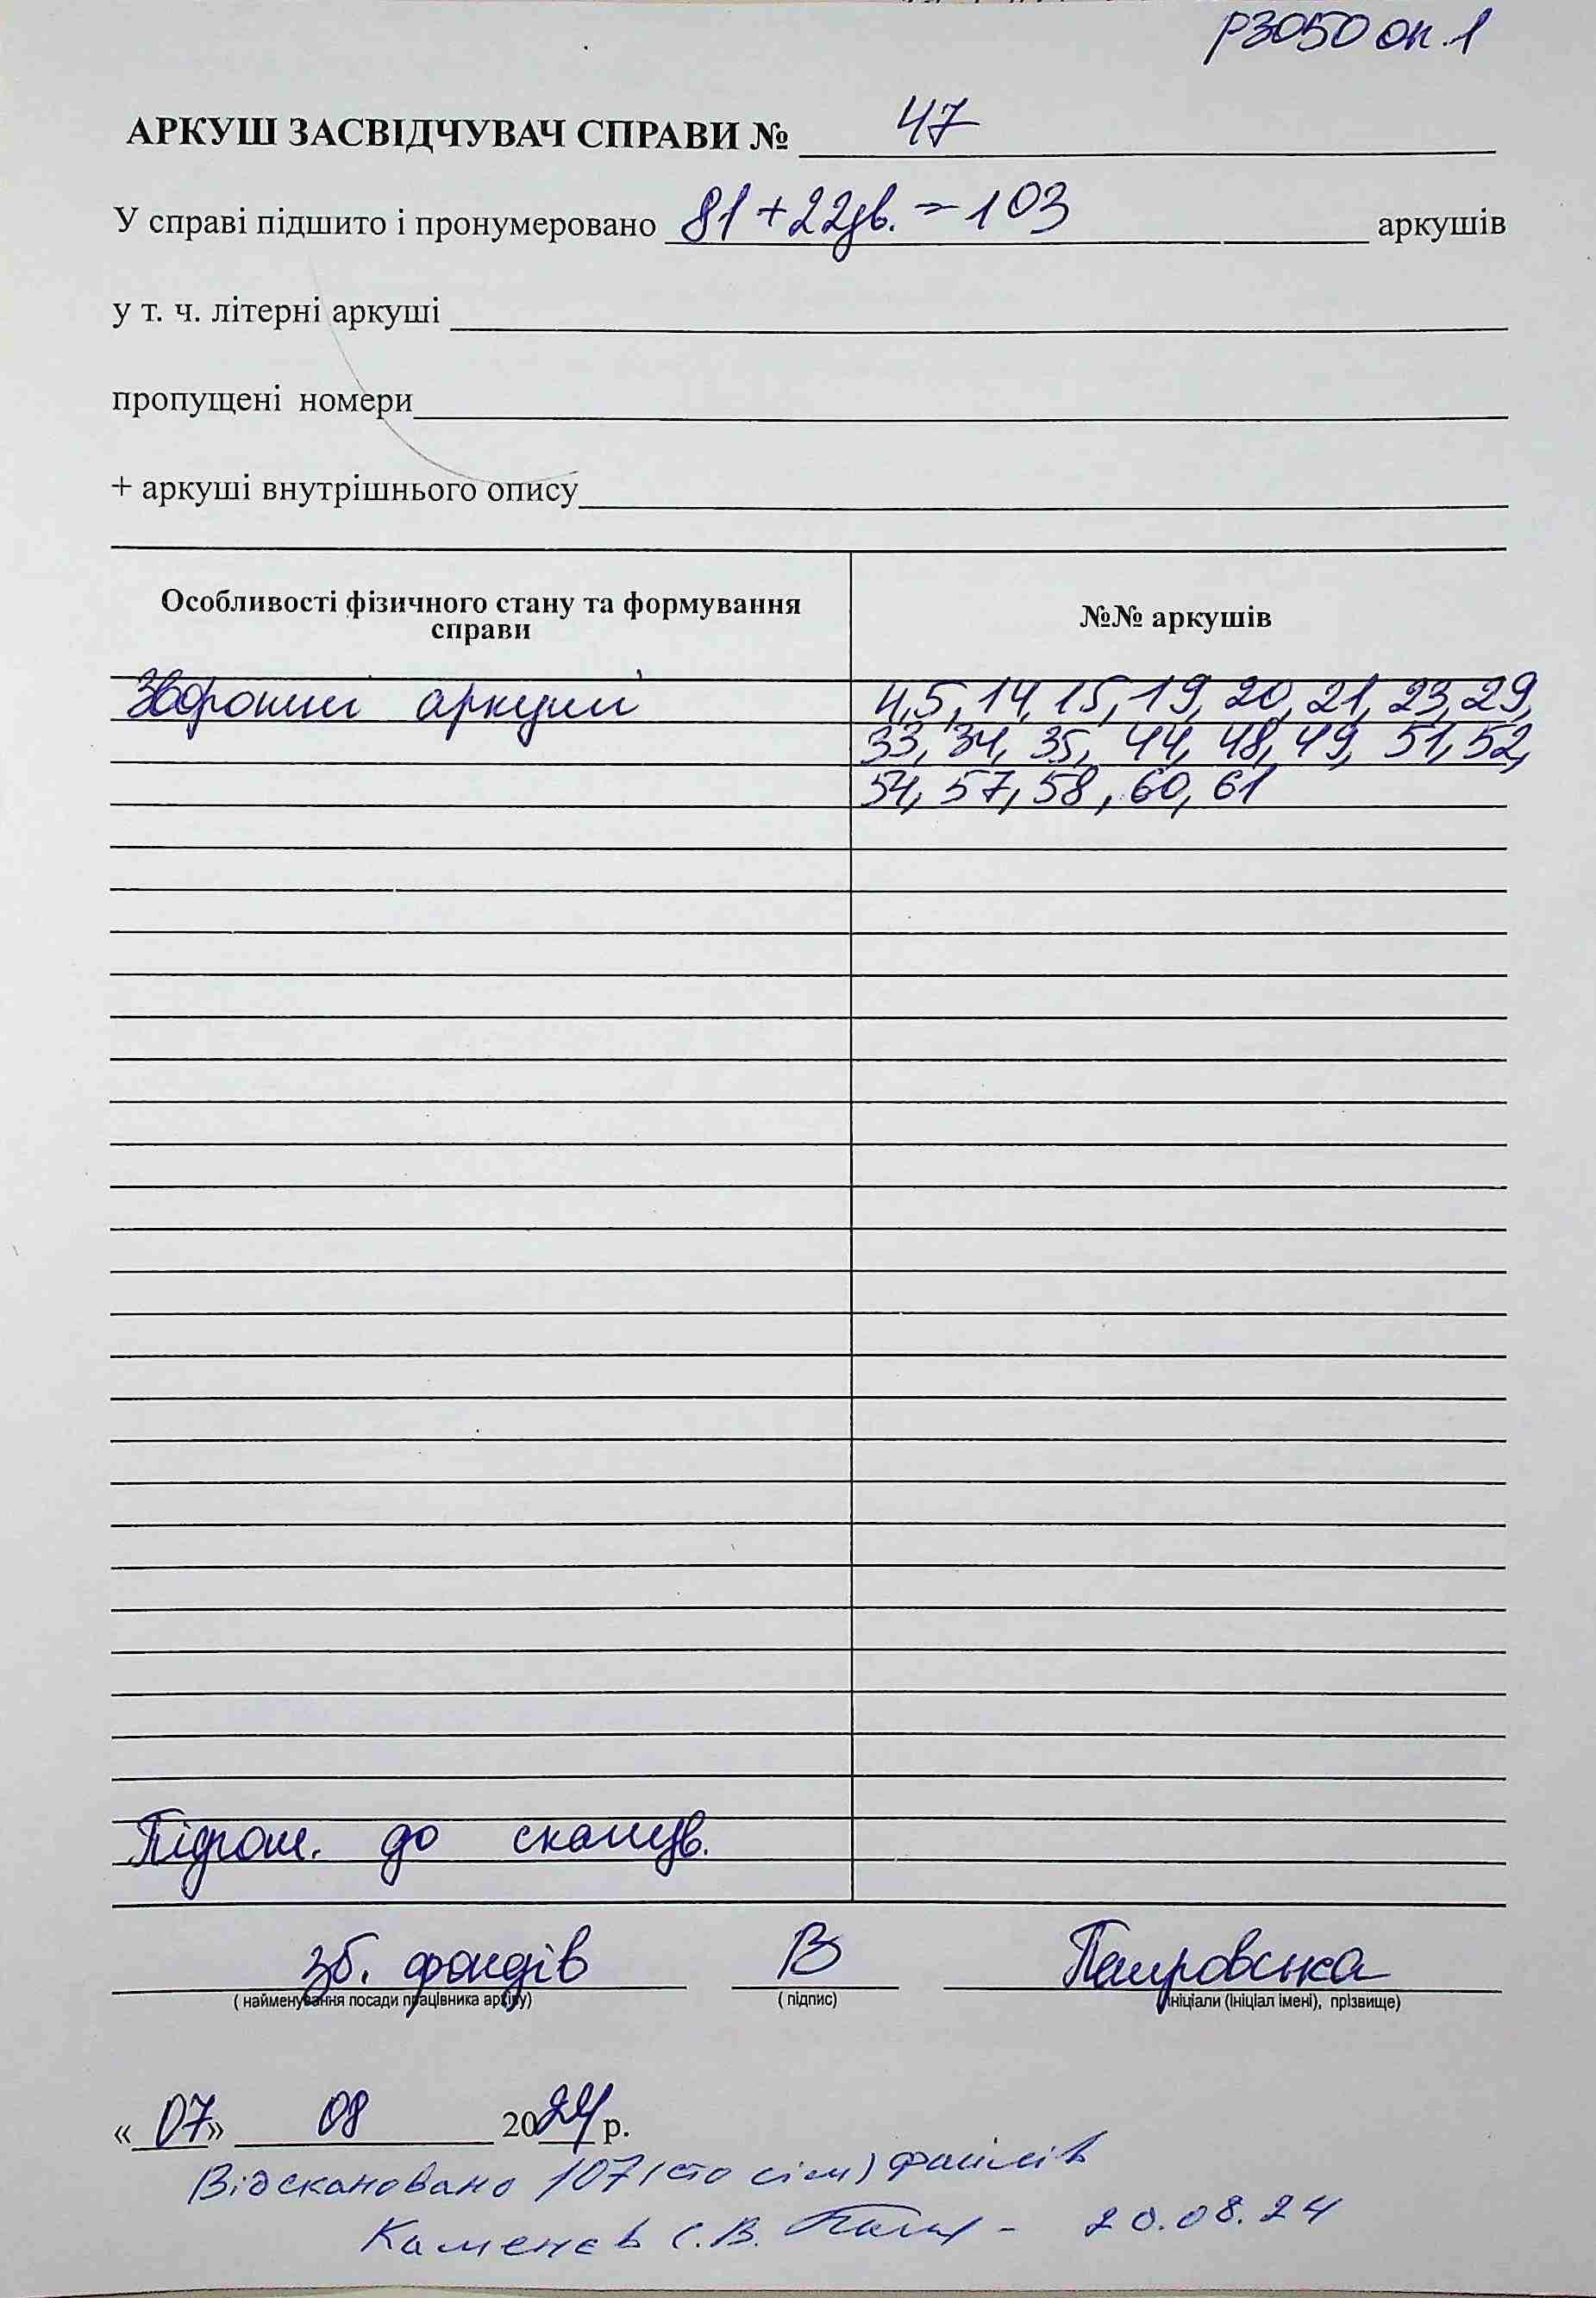 Р3050 оп.1
АРКУШ ЗАСВІДЧУВАЧ СПРАВИ № 47
У справі підшито і пронумеровано 81+22зв.=103 аркушів
у т. ч. літерні аркуші
пропущені номери
+ аркуші внутрішнього опису
Особливості фізичного стану та формування
справи
№№ аркушів
Зворотні аркуші 4,5, 14, 15, 19, 20, 21, 23, 29,
33, 34, 35, 44, 48, 49, 51, 52,
54, 57, 58, 60, 61
Підгот. до сканув.
зб. фондів В Петровська
( найменування посади працівника архіву) ( підпис) ініціали (ініціал імені), прізвище)
«07» 08 2024 р.
Відскановано 107 (сто сім) файлів
Каменєв С.В. - 20.08.24